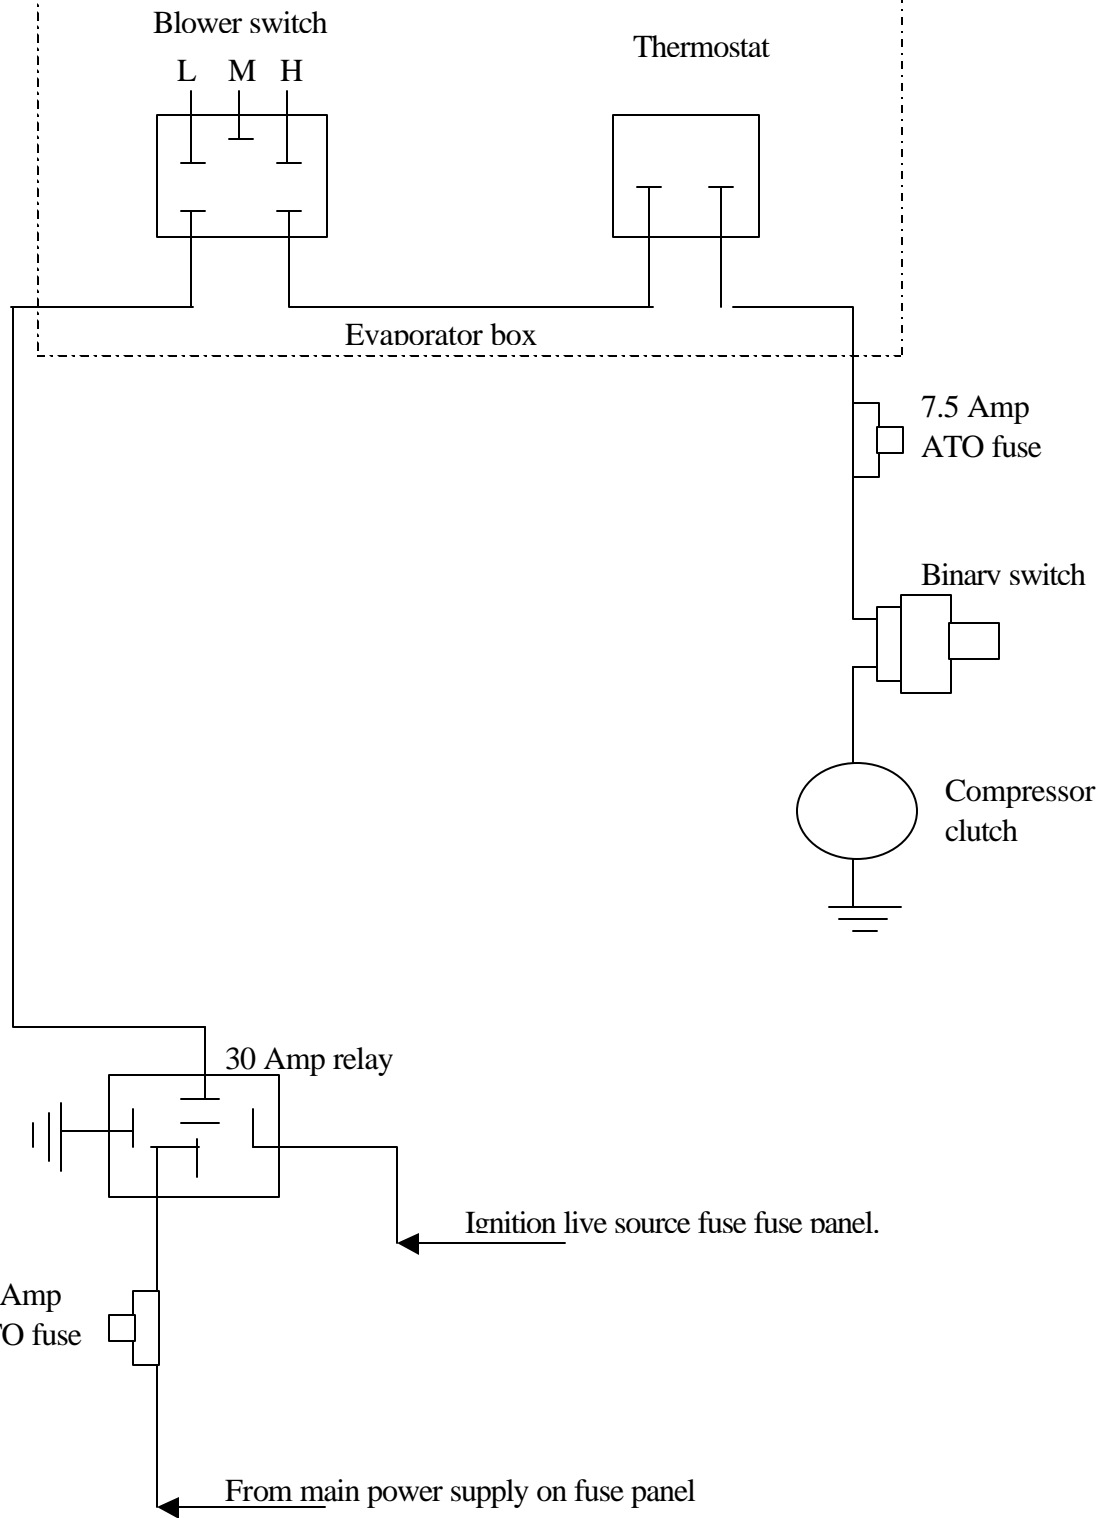 Blower switch
Thermostat
L M H
Evaporator box
7.5 Amp
ATO fuse
Binary switch
Compressor
clutch
30 Amp relay
Ignition live source fuse fuse panel.
Amp
O fuse
From main power supply on fuse panel